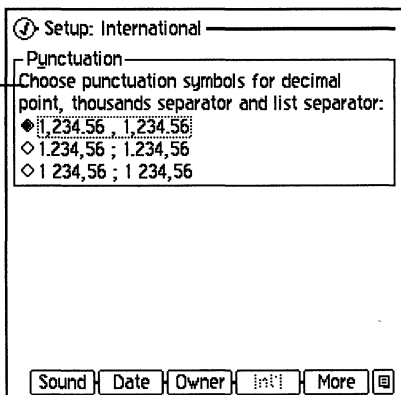 Setup: International
Punctuation
Choose punctuation symbols for decimal
point, thousands separator and list separator:
1,234.56 , 1,234.56
1.234,56 ; 1.234,56
1 234,56 ; 1 234,56
Sound Date Owner Int'l More